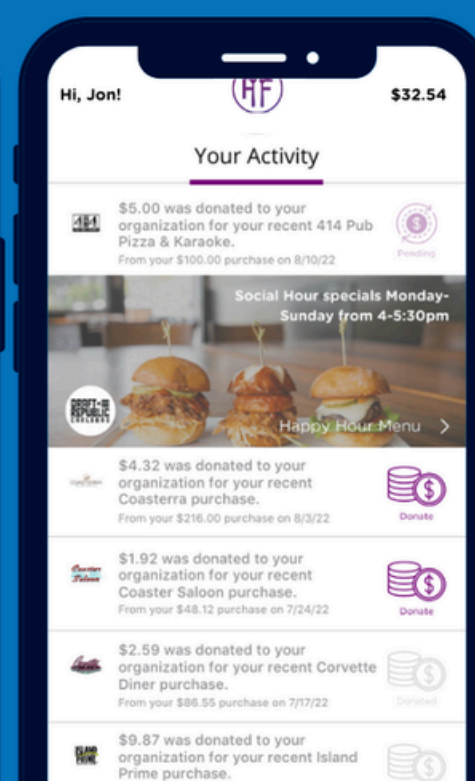 Hi, Jon!
HF
$32.54
Your Activity
$5.00 was donated to your
organization for your recent 414 Pub
Pizza & Karaoke.
From your $100.00 purchase on 8/10/22
Pending
Social Hour specials Monday-
Sunday from 4-5:30pm
DRAFT
REPUBLIC
CARLSBAD
Happy Hour Menu
$4.32 was donated to your
organization for your recent
Coasterra purchase.
From your $216.00 purchase on 8/3/22
Donate
$1.92 was donated to your
organization for your recent
Coaster Saloon purchase.
From your $48.12 purchase on 7/24/22
Donate
$2.59 was donated to your
organization for your recent Corvette
Diner purchase.
From your $86.55 purchase on 7/17/22
Donated
$9.87 was donated to your
organization for your recent Island
Prime purchase.
ISLAND
PRIME